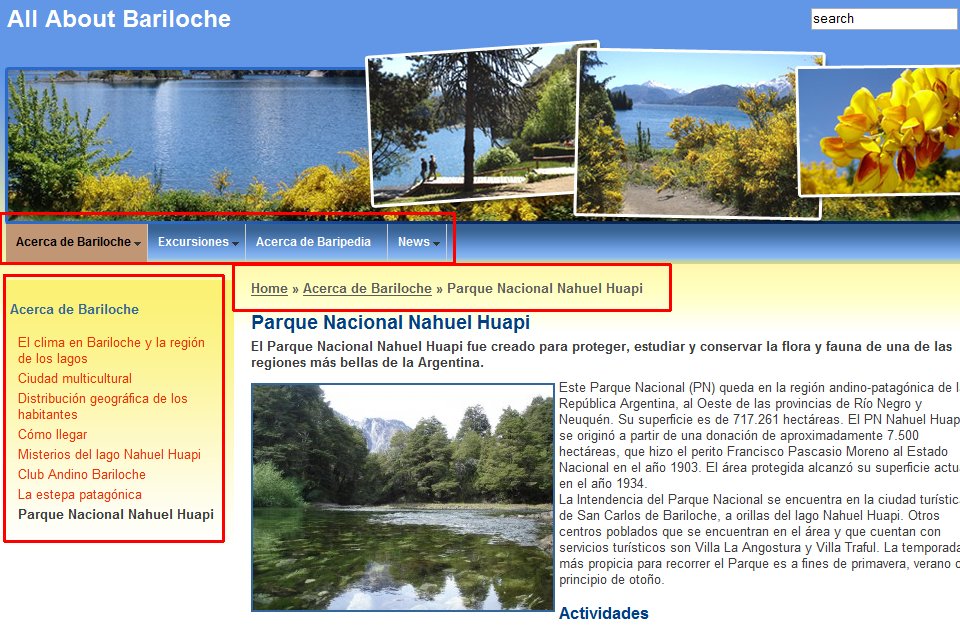 All About Bariloche
search
Acerca de Bariloche
Excursiones
Acerca de Baripedia
News
Home » Acerca de Bariloche » Parque Nacional Nahuel Huapi
Acerca de Bariloche
El clima en Bariloche y la región
de los lagos
Ciudad multicultural
Distribución geográfica de los
habitantes
Cómo llegar
Misterios del lago Nahuel Huapi
Club Andino Bariloche
La estepa patagónica
Parque Nacional Nahuel Huapi
Parque Nacional Nahuel Huapi
El Parque Nacional Nahuel Huapi fue creado para proteger, estudiar y conservar la flora y fauna de una de las
regiones más bellas de la Argentina.
Este Parque Nacional (PN) queda en la región andino-patagónica de
República Argentina, al Oeste de las provincias de Río Negro y
Neuquén. Su superficie es de 717.261 hectáreas. El PN Nahuel Huap
se originó a partir de una donación de aproximadamente 7.500
hectáreas, que hizo el perito Francisco Pascasio Moreno al Estado
Nacional en el año 1903. El área protegida alcanzó su superficie actu
en el año 1934.
La Intendencia del Parque Nacional se encuentra en la ciudad turístic
de San Carlos de Bariloche, a orillas del lago Nahuel Huapi. Otros
centros poblados que se encuentran en el área y que cuentan con
servicios turísticos son Villa La Angostura y Villa Traful. La temporada
más propicia para recorrer el Parque es a fines de primavera, verano
principio de otoño.
Actividades